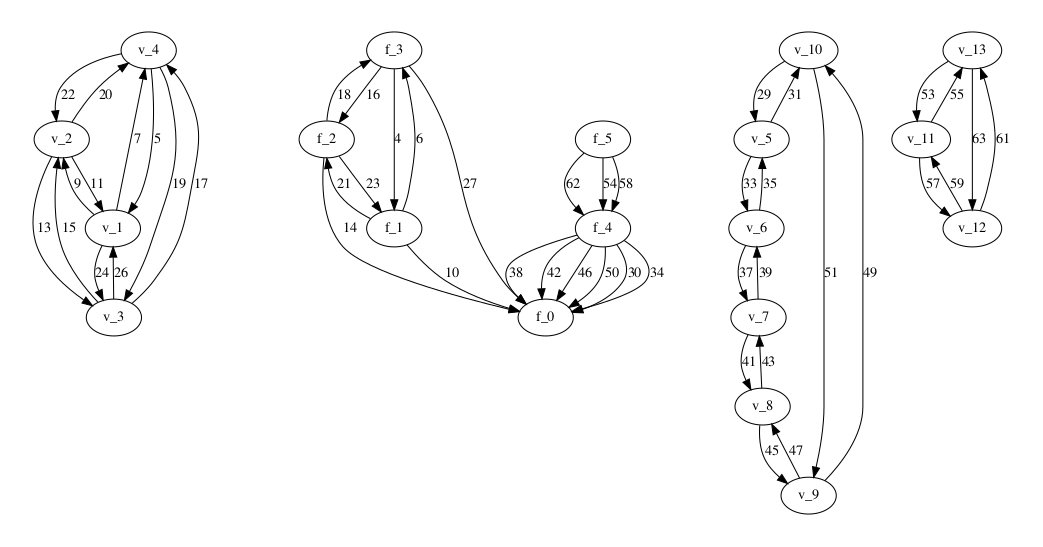 v_4 f_3 v_10 v_13
22 20 18 16 29 31 53 55
7 5 4 6 63 61
v_2 f_2 f_5 v_5 v_11
9 11 19 17 21 23 27 62 54 58 33 35 57 59
13 15 14
v_1 f_1 f_4 v_6 v_12
24 26 10 38 42 46 50 30 34 37 39 51 49
v_3 f_0 v_7
41 43
v_8
45 47
v_9